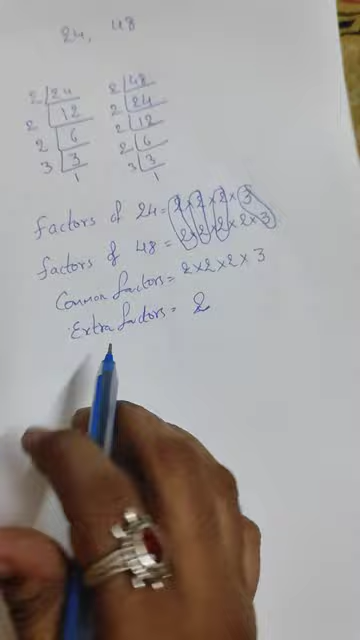 24, 48
2 | 24
2 | 12
2 | 6
3 | 3
1
2 | 48
2 | 24
2 | 12
2 | 6
3 | 3
1
Factors of 24 = 2 × 2 × 2 × 3
Factors of 48 = 2 × 2 × 2 × 2 × 3
Common factors = 2 × 2 × 2 × 3
Extra factors = 2